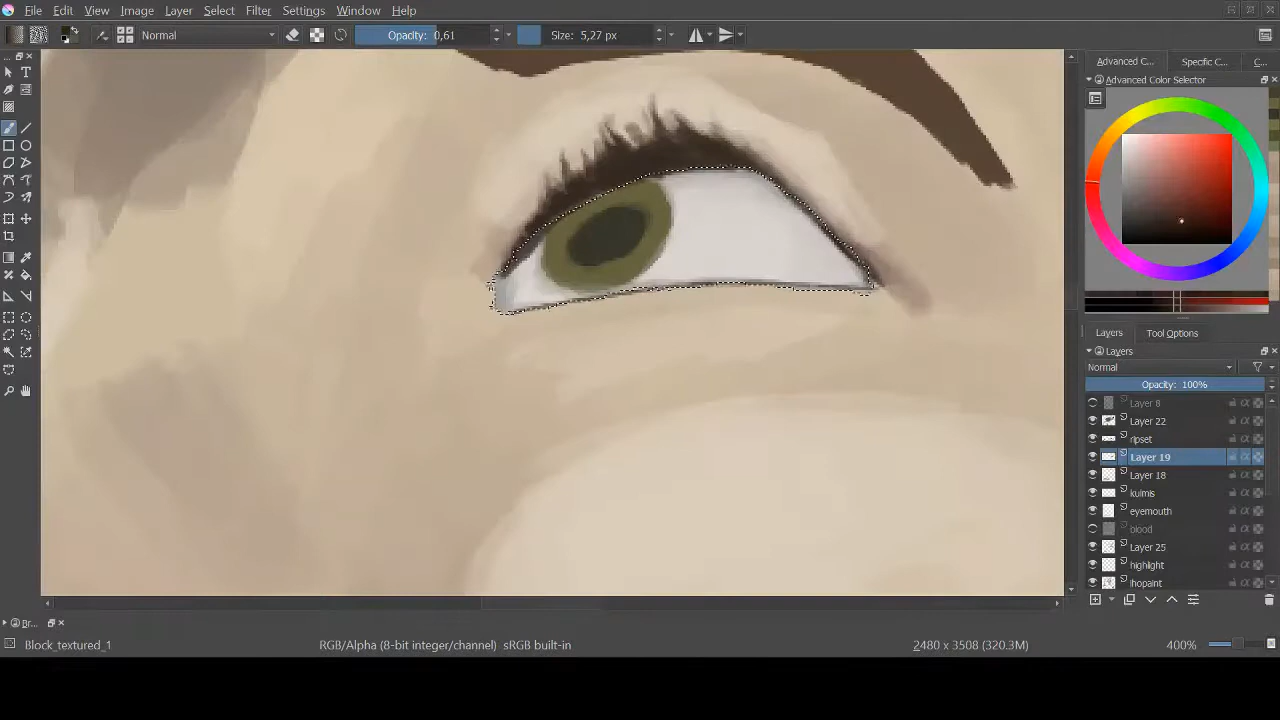 File Edit View Image Layer Select Filter Settings Window Help
Normal Opacity: 0,61 Size: 5,27 px
Advanced C... Specific C... C...
Advanced Color Selector
Layers Tool Options
Layers
Normal
Opacity: 100%
Layer 8
Layer 22
ripset
Layer 19
Layer 18
kulmis
eyemouth
blood
Layer 25
highlight
ihopaint
Br...
Block_textured_1 RGB/Alpha (8-bit integer/channel) sRGB built-in 2480 x 3508 (320.3M) 400%